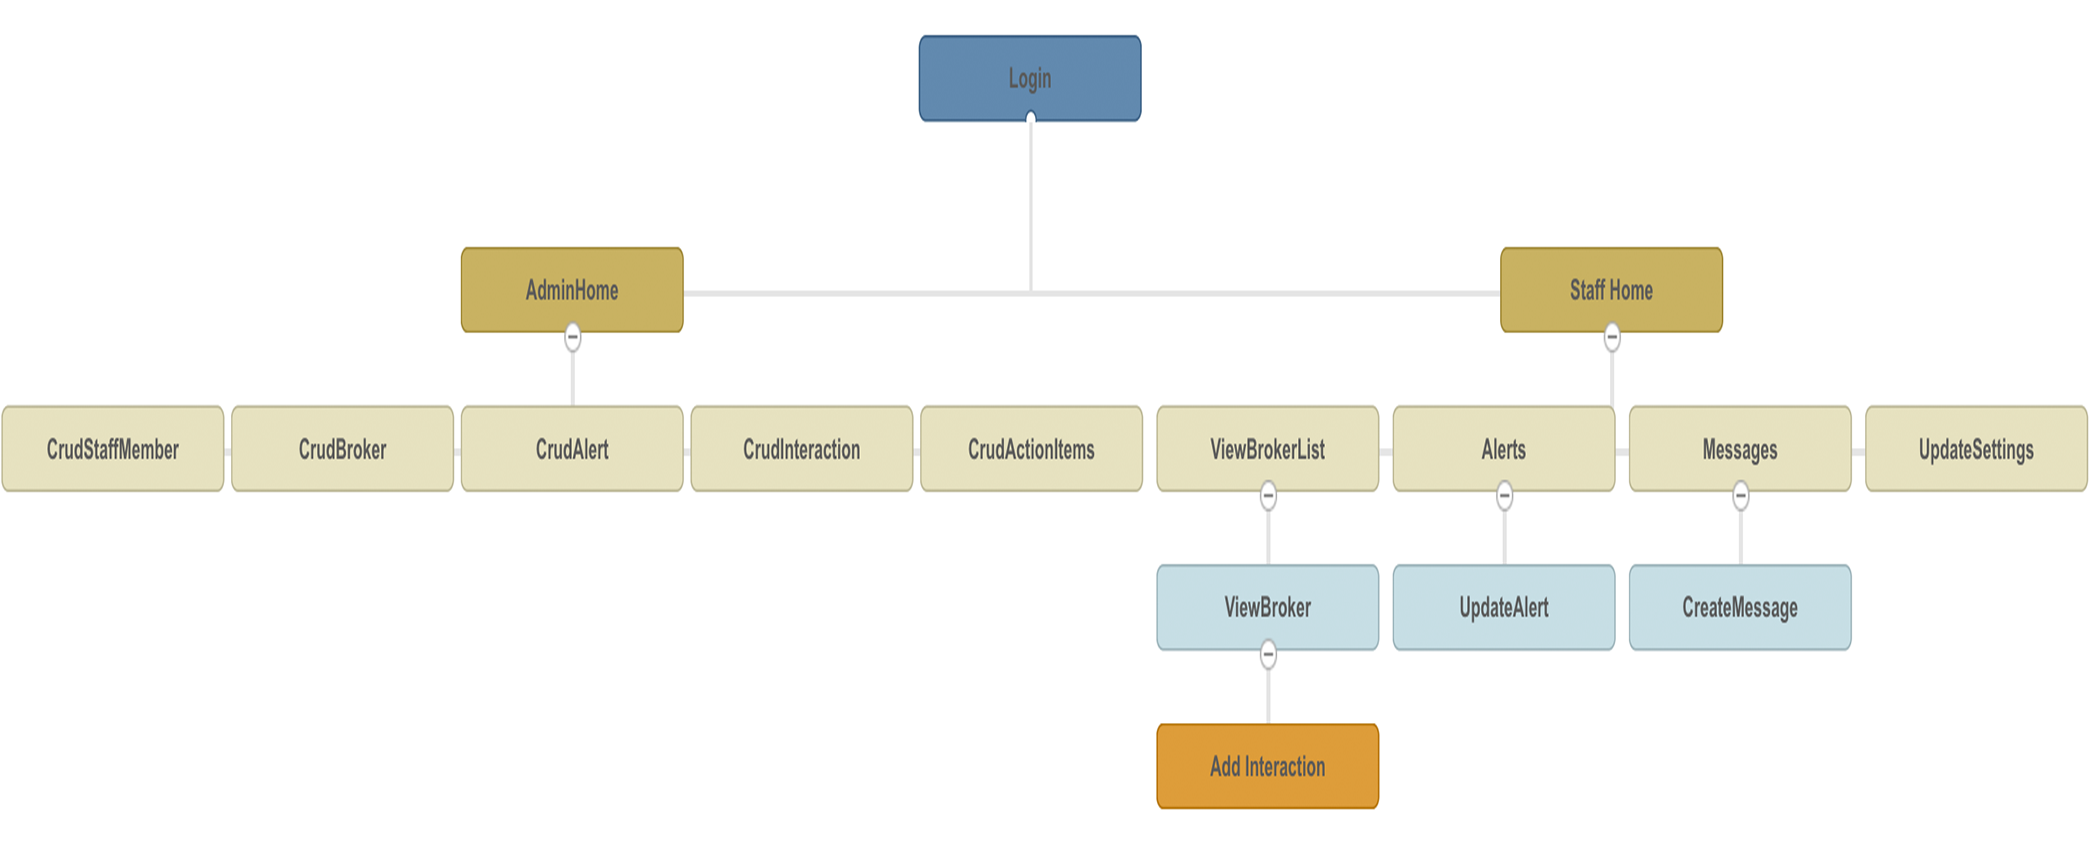 Login
AdminHome
Staff Home
CrudStaffMember
CrudBroker
CrudAlert
CrudInteraction
CrudActionItems
ViewBrokerList
Alerts
Messages
UpdateSettings
ViewBroker
UpdateAlert
CreateMessage
Add Interaction